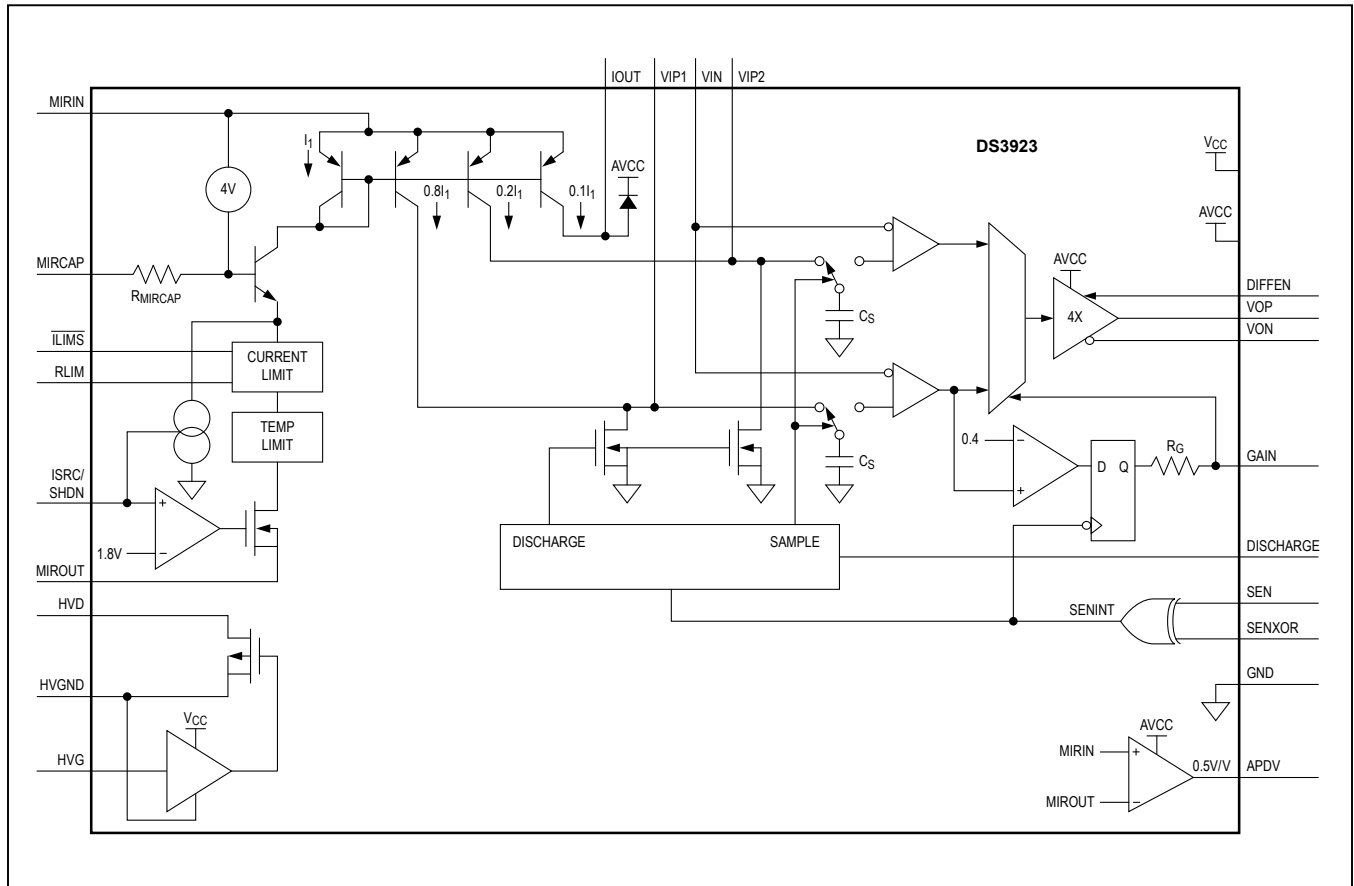 IOUT VIP1 VIN VIP2
MIRIN
DS3923
VCC
I1
AVCC
4V
0.8I1
0.2I1
0.1I1
AVCC
MIRCAP
RMIRCAP
AVCC
DIFFEN
4X
VOP
CS
VON
ILIMS
CURRENT
LIMIT
RLIM
TEMP
LIMIT
0.4
D Q
RG
GAIN
CS
ISRC/
SHDN
1.8V
DISCHARGE SAMPLE
DISCHARGE
MIROUT
HVD
SEN
SENINT
SENXOR
HVGND
GND
VCC
AVCC
HVG
MIRIN
0.5V/V
APDV
MIROUT